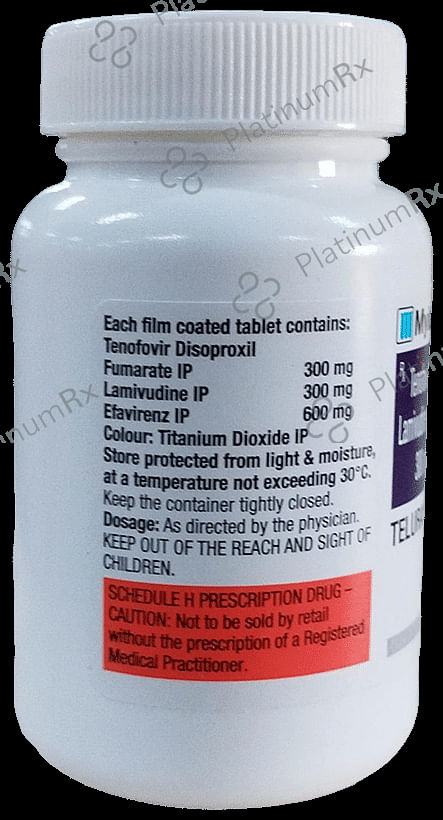 Each film coated tablet contains:
Tenofovir Disoproxil
Fumarate IP 300 mg
Lamivudine IP 300 mg
Efavirenz IP 600 mg
Colour: Titanium Dioxide IP
Store protected from light & moisture,
at a temperature not exceeding 30°C.
Keep the container tightly closed.
Dosage: As directed by the physician.
KEEP OUT OF THE REACH AND SIGHT OF
CHILDREN.
SCHEDULE H PRESCRIPTION DRUG –
CAUTION: Not to be sold by retail
without the prescription of a Registered
Medical Practitioner.
PlatinumRx
PlatinumRx
PlatinumRx